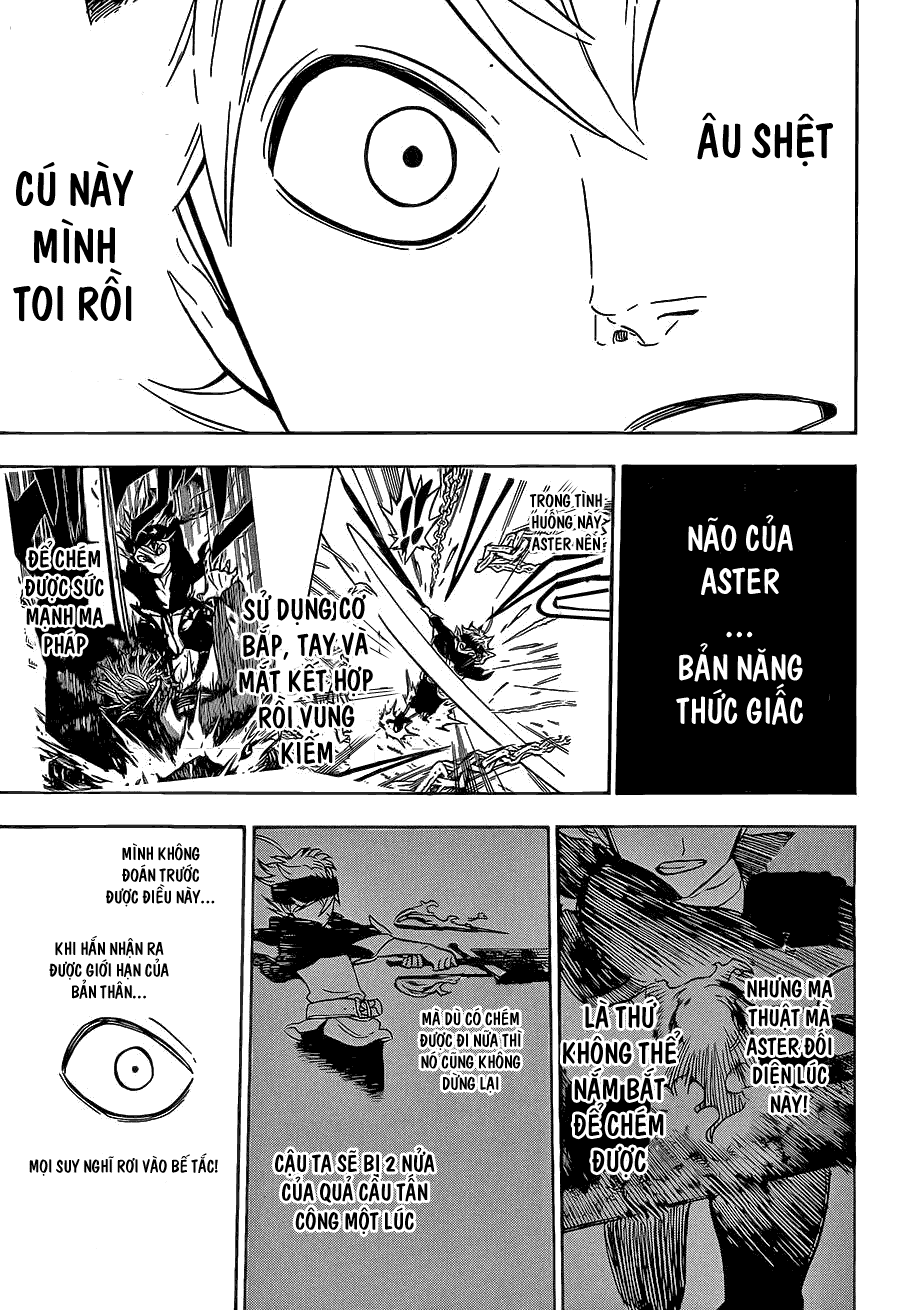 ÂU SHỆT
CÚ NÀY
MÌNH
TOI RỒI
NÃO CỦA
ASTER
...
BẢN NĂNG
THỨC GIẤC
TRONG TÌNH
HUỐNG NÀY
ASTER NÊN
SỬ DỤNG CƠ
BẮP, TAY VÀ
MẮT KẾT HỢP
RỒI VUNG
KIẾM
ĐỂ CHÉM
ĐƯỢC SỨC
MẠNH MA
PHÁP
NHƯNG MA
THUẬT MÀ
ASTER ĐỐI
DIỆN LÚC
NÀY!
LÀ THỨ
KHÔNG THỂ
NẮM BẮT
ĐỂ CHÉM
ĐƯỢC
MÀ DÙ CÓ CHÉM
ĐƯỢC ĐI NỮA THÌ
NO CŨNG KHÔNG
DỪNG LẠI
CẬU TA SẼ BỊ 2 NỬA
CỦA QUẢ CẦU TẤN
CÔNG MỘT LÚC
MÌNH KHÔNG
ĐOÁN TRƯỚC
ĐƯỢC ĐIỀU NÀY...
KHI HẮN NHẬN RA
ĐƯỢC GIỚI HẠN CỦA
BẢN THÂN...
MỌI SUY NGHĨ RƠI VÀO BẾ TẮC!